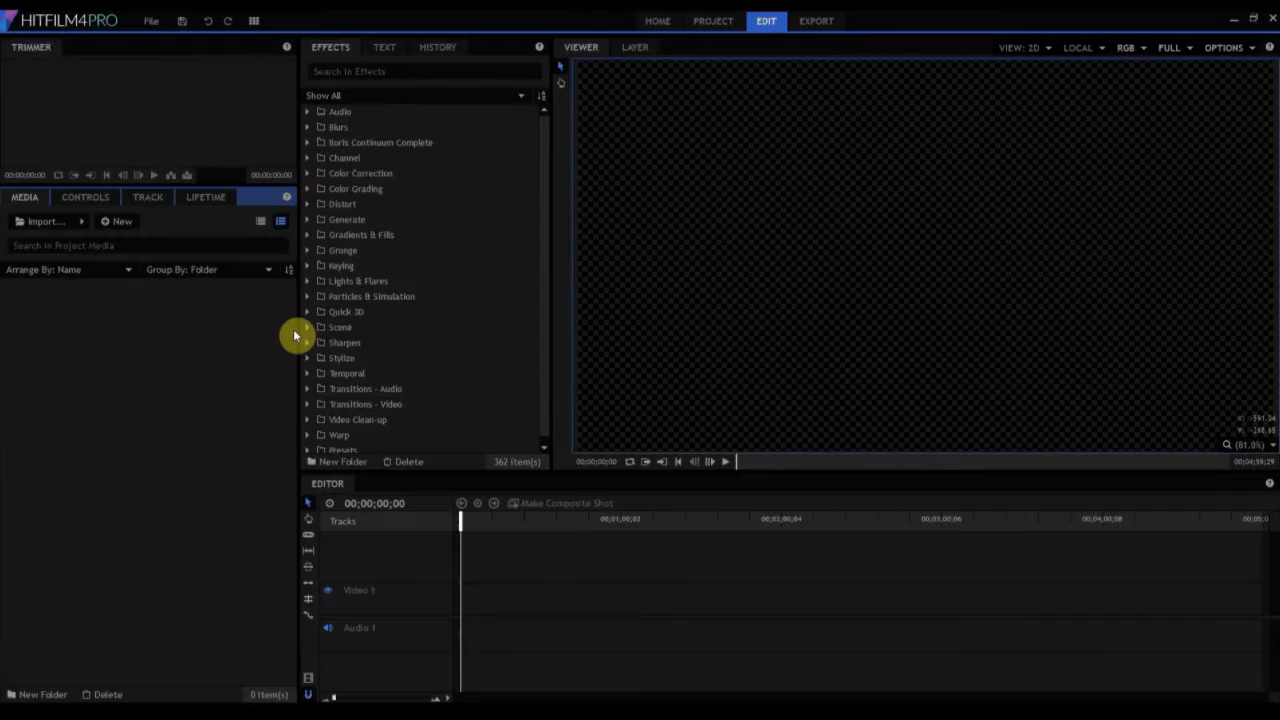 HITFILM4PRO File HOME PROJECT EDIT EXPORT
TRIMMER
00:00:00:00 00:00:00:00
MEDIA CONTROLS TRACK LIFETIME
Import... New
Search in Project Media
Arrange By: Name Group By: Folder
New Folder Delete 0 item(s)
EFFECTS TEXT HISTORY
Search in Effects
Show All
Audio
Blurs
Boris Continuum Complete
Channel
Color Correction
Color Grading
Distort
Generate
Gradients & Fills
Grunge
Keying
Lights & Flares
Particles & Simulation
Quick 3D
Scene
Sharpen
Stylize
Temporal
Transitions - Audio
Transitions - Video
Video Clean-up
Warp
Presets
New Folder Delete 362 item(s)
VIEWER LAYER VIEW: 2D LOCAL RGB FULL OPTIONS
X: -591.04
Y: -268.65
(81.0%)
00;00;00;00 00;04;59;29
EDITOR
00;00;00;00 Make Composite Shot
Tracks 00;01;00;02 00;02;00;04 00;03;00;06 00;04;00;08 00;05;0
Video 1
Audio 1